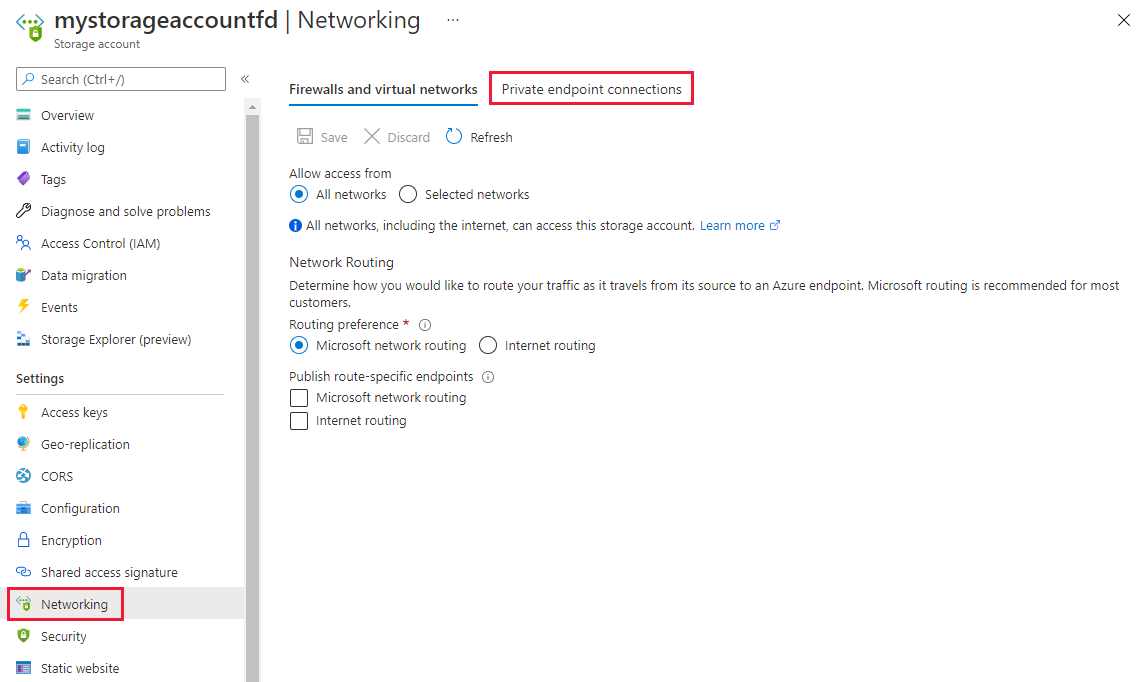 mystorageaccountfd | Networking ...
Storage account
Search (Ctrl+/)
«
Overview
Activity log
Tags
Diagnose and solve problems
Access Control (IAM)
Data migration
Events
Storage Explorer (preview)
Settings
Access keys
Geo-replication
CORS
Configuration
Encryption
Shared access signature
Networking
Security
Static website
Firewalls and virtual networks Private endpoint connections
Save Discard Refresh
Allow access from
All networks Selected networks
All networks, including the internet, can access this storage account. Learn more
Network Routing
Determine how you would like to route your traffic as it travels from its source to an Azure endpoint. Microsoft routing is recommended for most
customers.
Routing preference *
Microsoft network routing Internet routing
Publish route-specific endpoints
Microsoft network routing
Internet routing